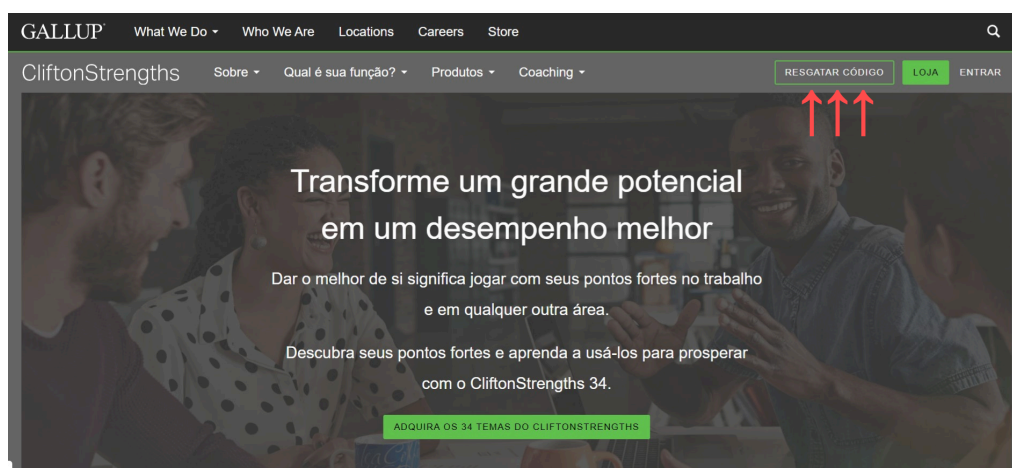 GALLUP® What We Do Who We Are Locations Careers Store
CliftonStrengths Sobre Qual é sua função? Produtos Coaching RESGATAR CÓDIGO LOJA ENTRAR
Transforme um grande potencial
em um desempenho melhor
Dar o melhor de si significa jogar com seus pontos fortes no trabalho
e em qualquer outra área.
Descubra seus pontos fortes e aprenda a usá-los para prosperar
com o CliftonStrengths 34.
ADQUIRA OS 34 TEMAS DO CLIFTONSTRENGTHS